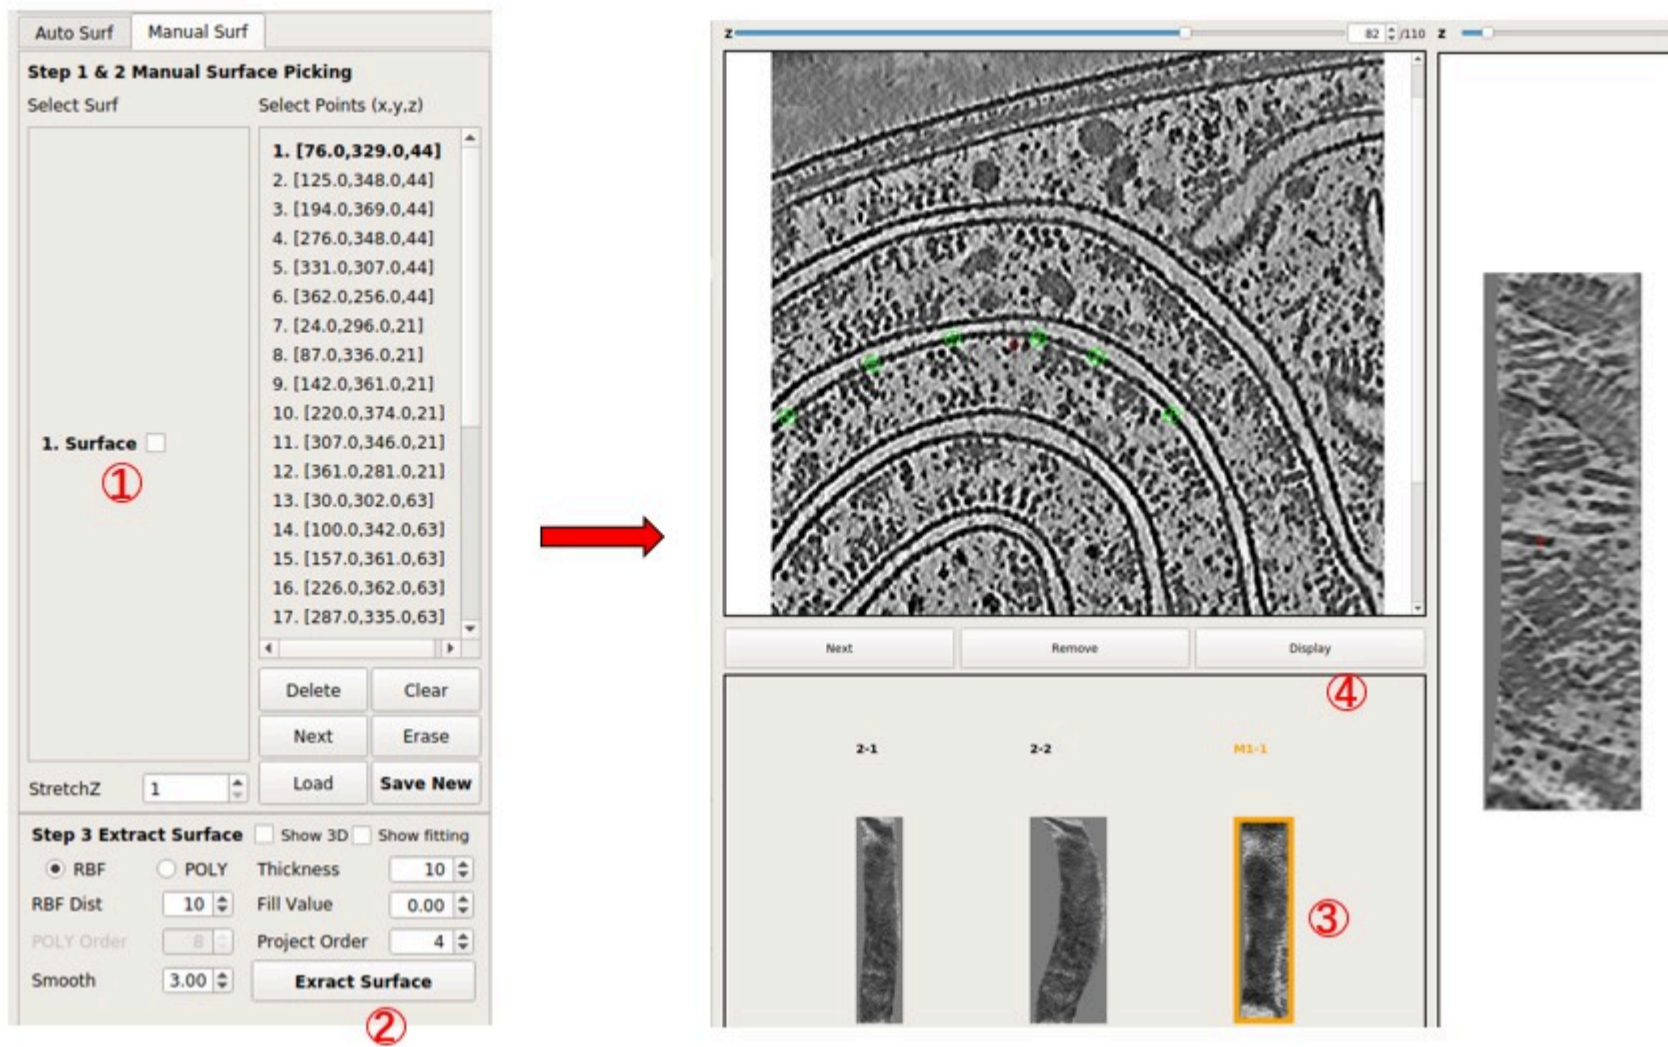 Auto Surf Manual Surf
Step 1 & 2 Manual Surface Picking
Select Surf Select Points (x,y,z)
1. [76.0,329.0,44]
2. [125.0,348.0,44]
3. [194.0,369.0,44]
4. [276.0,348.0,44]
5. [331.0,307.0,44]
6. [362.0,256.0,44]
7. [24.0,296.0,21]
8. [87.0,336.0,21]
9. [142.0,361.0,21]
10. [220.0,374.0,21]
11. [307.0,346.0,21]
1. Surface
12. [361.0,281.0,21]
①
13. [30.0,302.0,63]
14. [100.0,342.0,63]
15. [157.0,361.0,63]
16. [226.0,362.0,63]
17. [287.0,335.0,63]
Delete Clear
Next Erase
Load Save New
StretchZ 1
Step 3 Extract Surface Show 3D Show fitting
RBF POLY Thickness 10
RBF Dist 10 Fill Value 0.00
POLY Order 8 Project Order 4
Smooth 3.00 Exract Surface
②
Z 82 /110 Z
Next Remove Display
④
2-1 2-2 M1-1
③